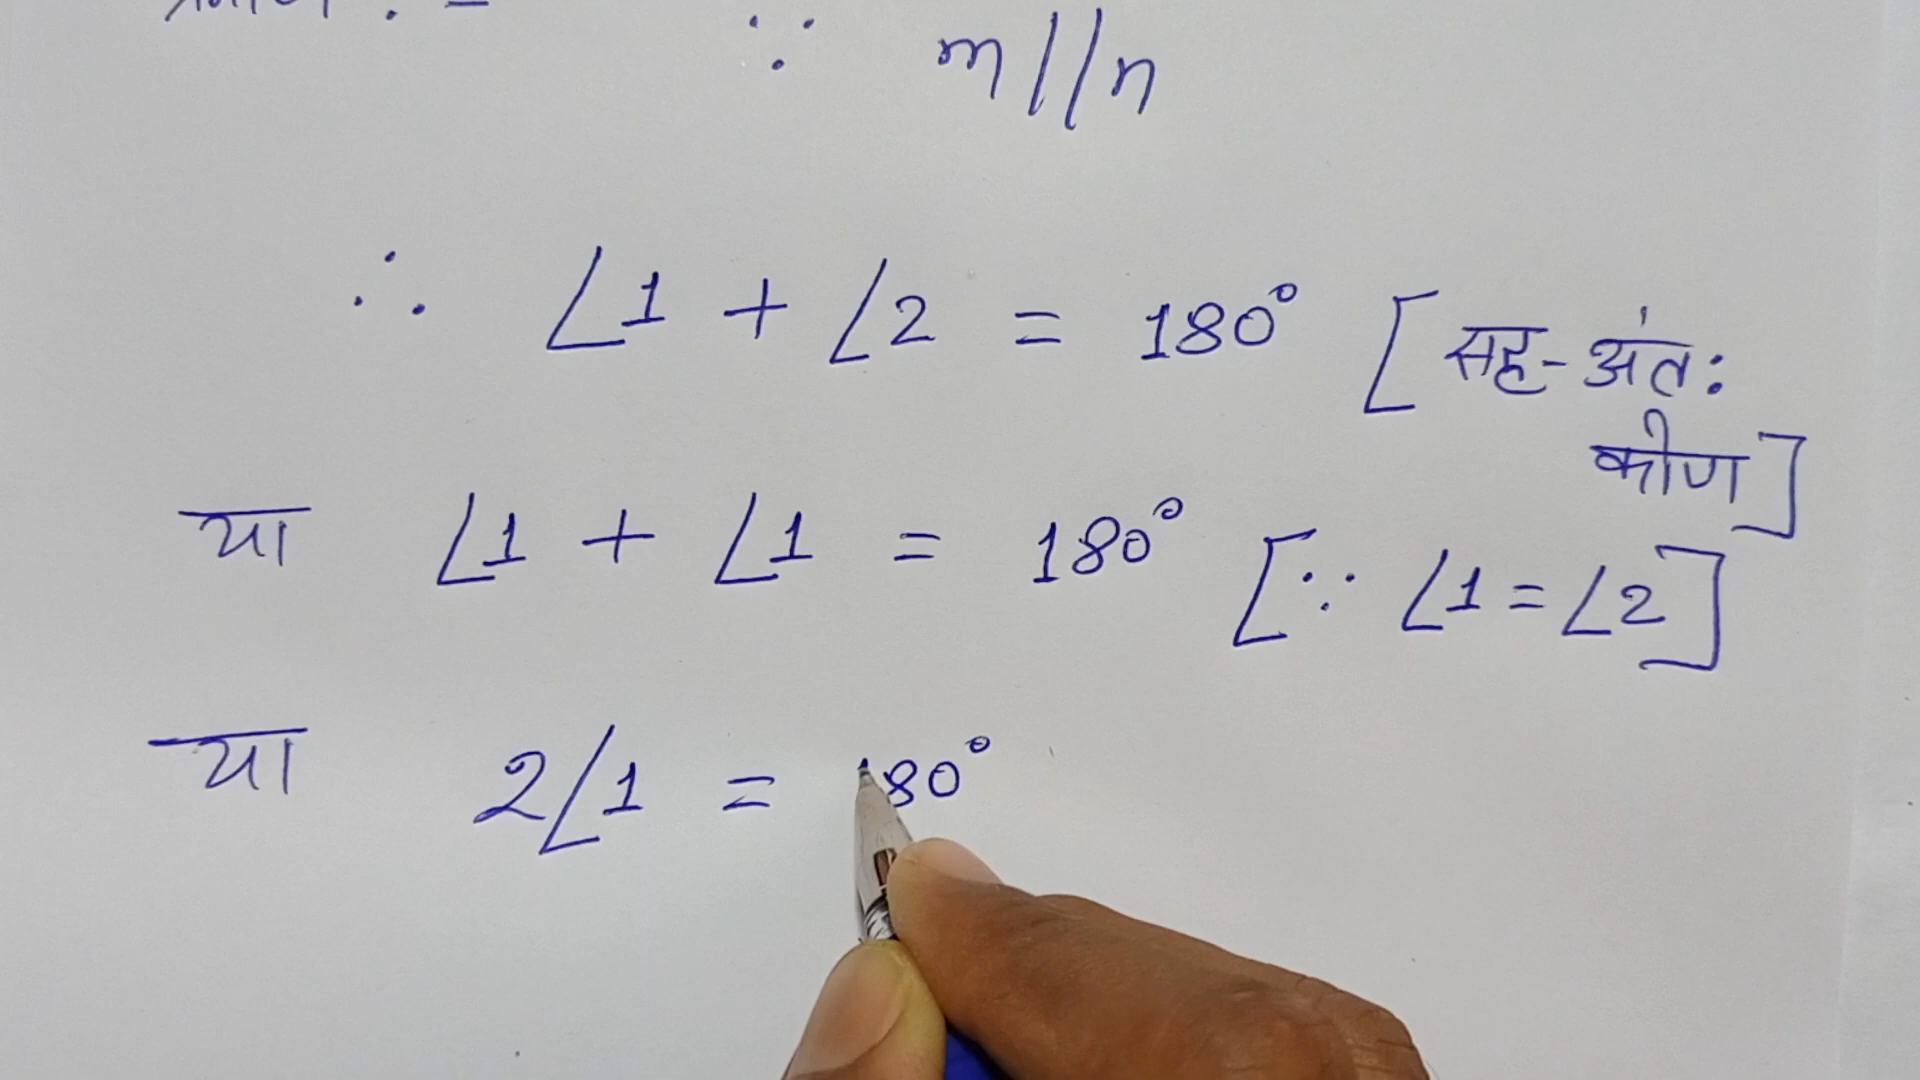 ∵ m//n
∴ ∠1 + ∠2 = 180° [सह-अंत:
कोण]
या ∠1 + ∠1 = 180° [∵ ∠1 = ∠2]
या 2∠1 = 180°